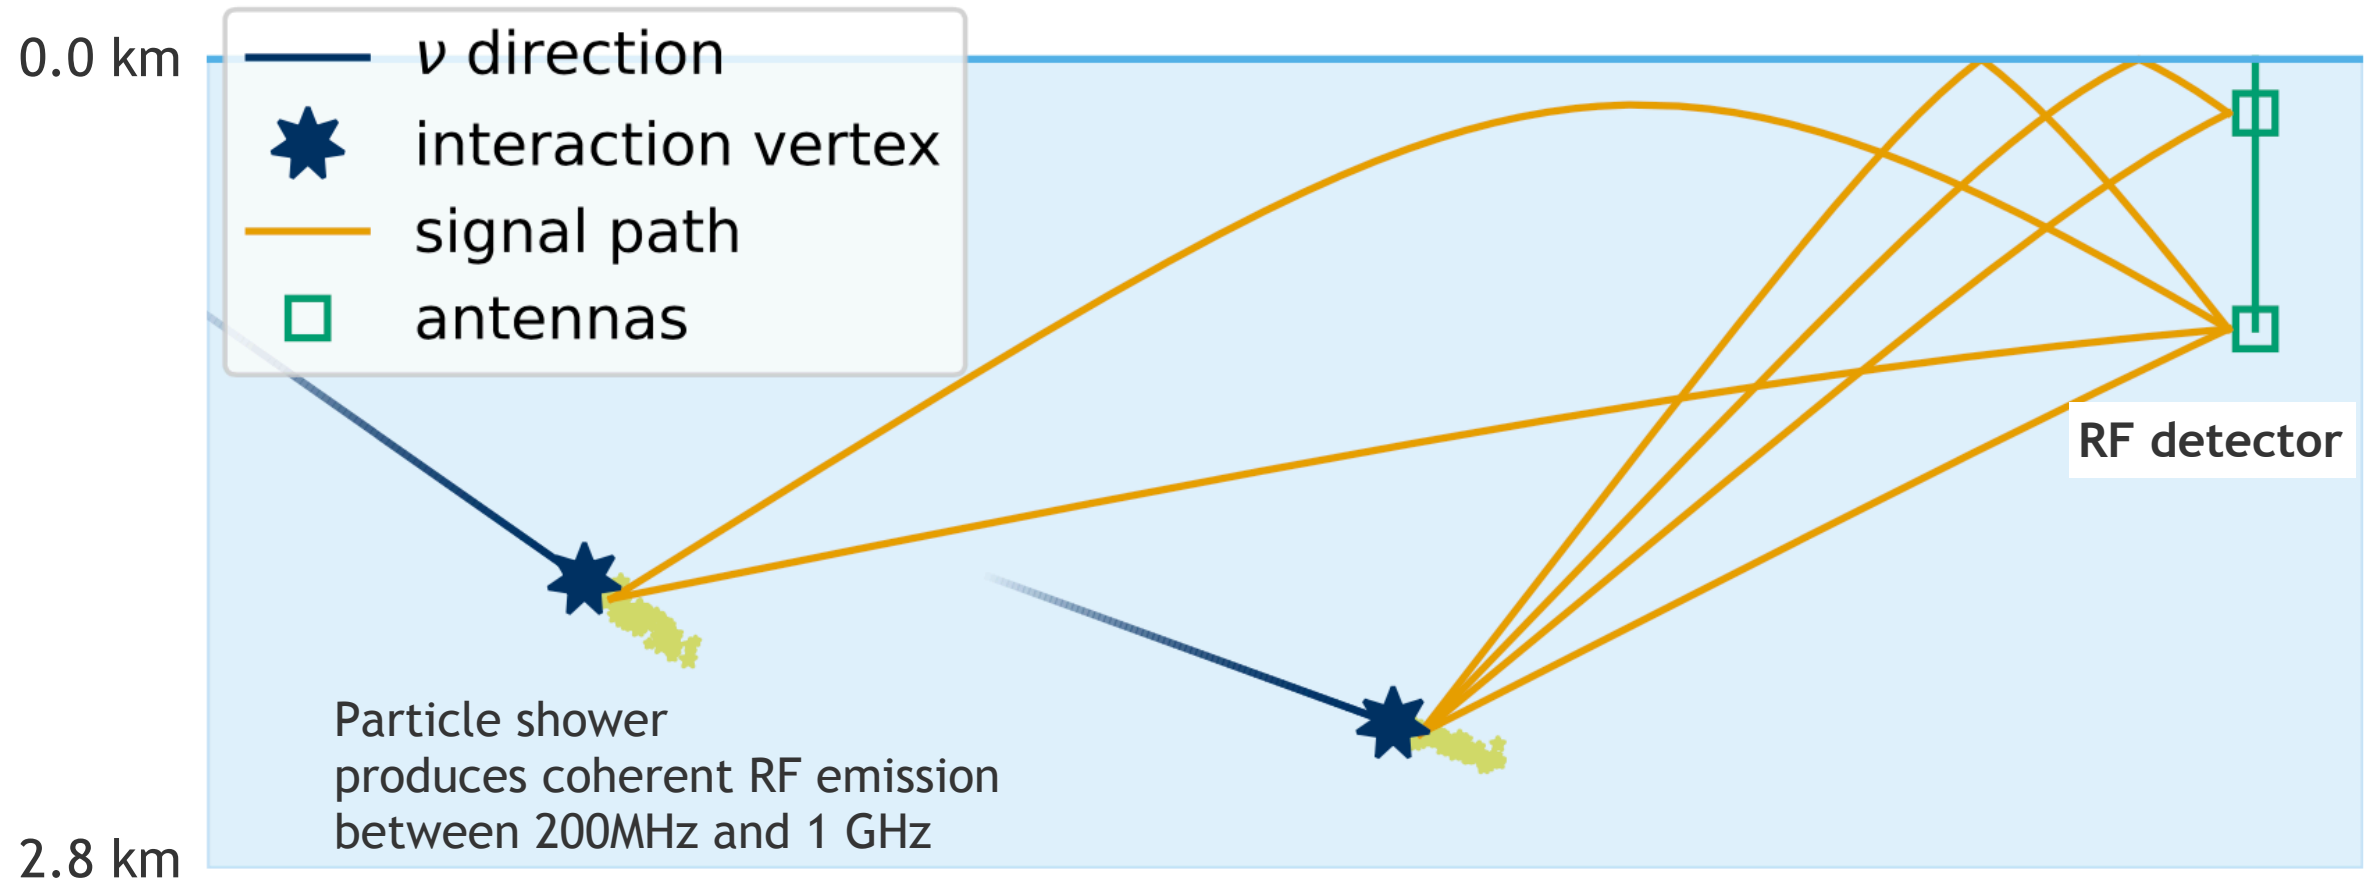 0.0 km
ν direction
interaction vertex
signal path
antennas
RF detector
Particle shower
produces coherent RF emission
between 200MHz and 1 GHz
2.8 km